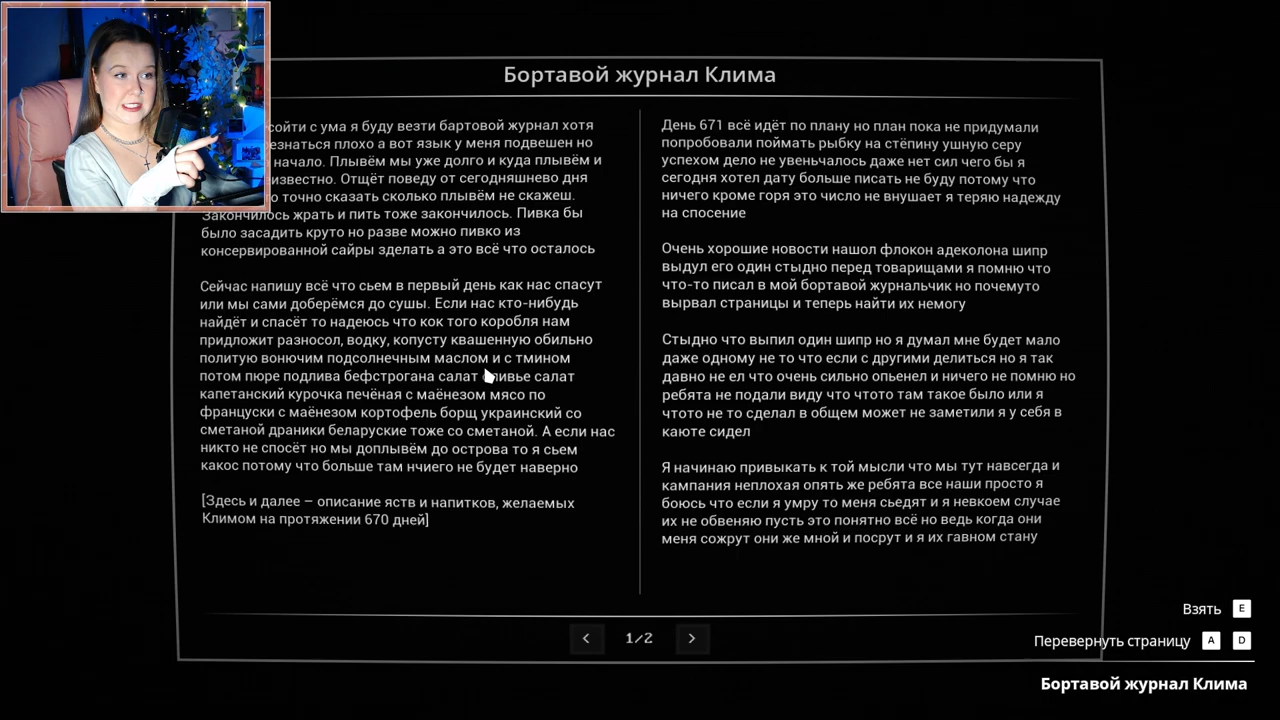 Бортавой журнал Клима
сойти с ума я буду везти бартовой журнал хотя
езнаться плохо а вот язык у меня подвешен но
начало. Плывём мы уже долго и куда плывём и
известно. Отщёт поведу от сегодняшнево дня
о точно сказать сколько плывём не скажеш.
Закончилось жрать и пить тоже закончилось. Пивка бы
было засадить круто но разве можно пивко из
консервированной сайры зделать а это всё что осталось
Сейчас напишу всё что сьем в первый день как нас спасут
или мы сами доберёмся до сушы. Если нас кто-нибудь
найдёт и спасёт то надеюсь что кок того коробля нам
придложит разносол, водку, копусту квашенную обильно
политую вонючим подсолнечным маслом и с тмином
потом пюре подлива бефстрогана салат оливье салат
капетанский курочка печёная с маёнезом мясо по
француски с маёнезом кортофель борщ украинский со
сметаной драники беларуские тоже со сметаной. А если нас
никто не спосёт но мы доплывём до острова то я сьем
какос потому что больше там нчиего не будет наверно
[Здесь и далее – описание яств и напитков, желаемых
Климом на протяжении 670 дней]
День 671 всё идёт по плану но план пока не придумали
попробовали поймать рыбку на стёпину ушную серу
успехом дело не увеньчалось даже нет сил чего бы я
сегодня хотел дату больше писать не буду потому что
ничего кроме горя это число не внушает я теряю надежду
на спосение
Очень хорошие новости нашол флокон адеколона шипр
выдул его один стыдно перед товарищами я помню что
что-то писал в мой бортавой журнальчик но почемуто
вырвал страницы и теперь найти их немогу
Стыдно что выпил один шипр но я думал мне будет мало
даже одному не то что если с другими делиться но я так
давно не ел что очень сильно опьенел и ничего не помню но
ребята не подали виду что чтото там такое было или я
чтото не то сделал в общем может не заметили я у себя в
каюте сидел
Я начинаю привыкать к той мысли что мы тут навсегда и
кампания неплохая опять же ребята все наши просто я
боюсь что если я умру то меня сьедят и я невкоем случае
их не обвеняю пусть это понятно всё но ведь когда они
меня сожрут они же мной и посрут и я их гавном стану
< 1/2 >
Взять E
Перевернуть страницу A D
Бортавой журнал Клима